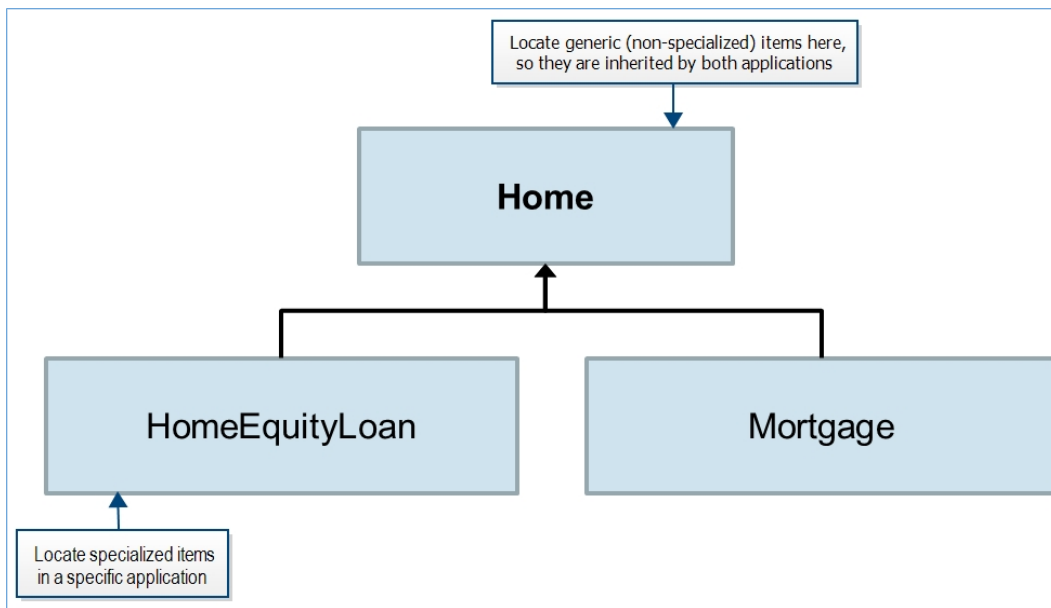 Locate generic (non-specialized) items here,
so they are inherited by both applications
Home
HomeEquityLoan
Mortgage
Locate specialized items
in a specific application